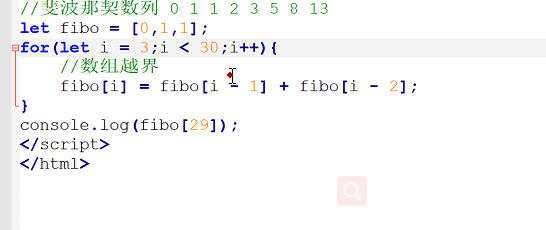 //斐波那契数列 0 1 1 2 3 5 8 13
let fibo = [0,1,1];
for(let i = 3;i < 30;i++){
//数组越界
fibo[i] = fibo[i - 1] + fibo[i - 2];
}
console.log(fibo[29]);
</script>
</html>